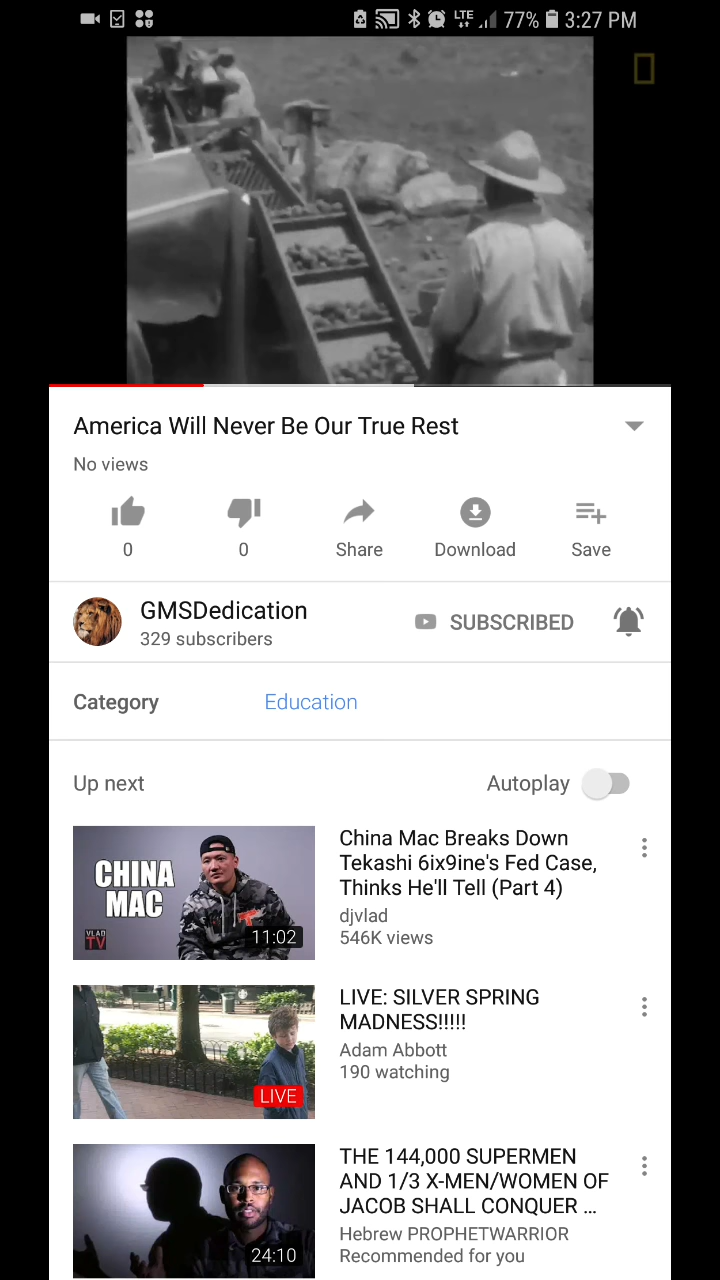 LTE 77% 3:27 PM
America Will Never Be Our True Rest
No views
0
0
Share
Download
Save
GMSDedication
329 subscribers
SUBSCRIBED
Category
Education
Up next
Autoplay
CHINA
MAC
VLAD
TV
11:02
China Mac Breaks Down
Tekashi 6ix9ine's Fed Case,
Thinks He'll Tell (Part 4)
djvlad
546K views
LIVE
LIVE: SILVER SPRING
MADNESS!!!!!
Adam Abbott
190 watching
24:10
THE 144,000 SUPERMEN
AND 1/3 X-MEN/WOMEN OF
JACOB SHALL CONQUER ...
Hebrew PROPHETWARRIOR
Recommended for you